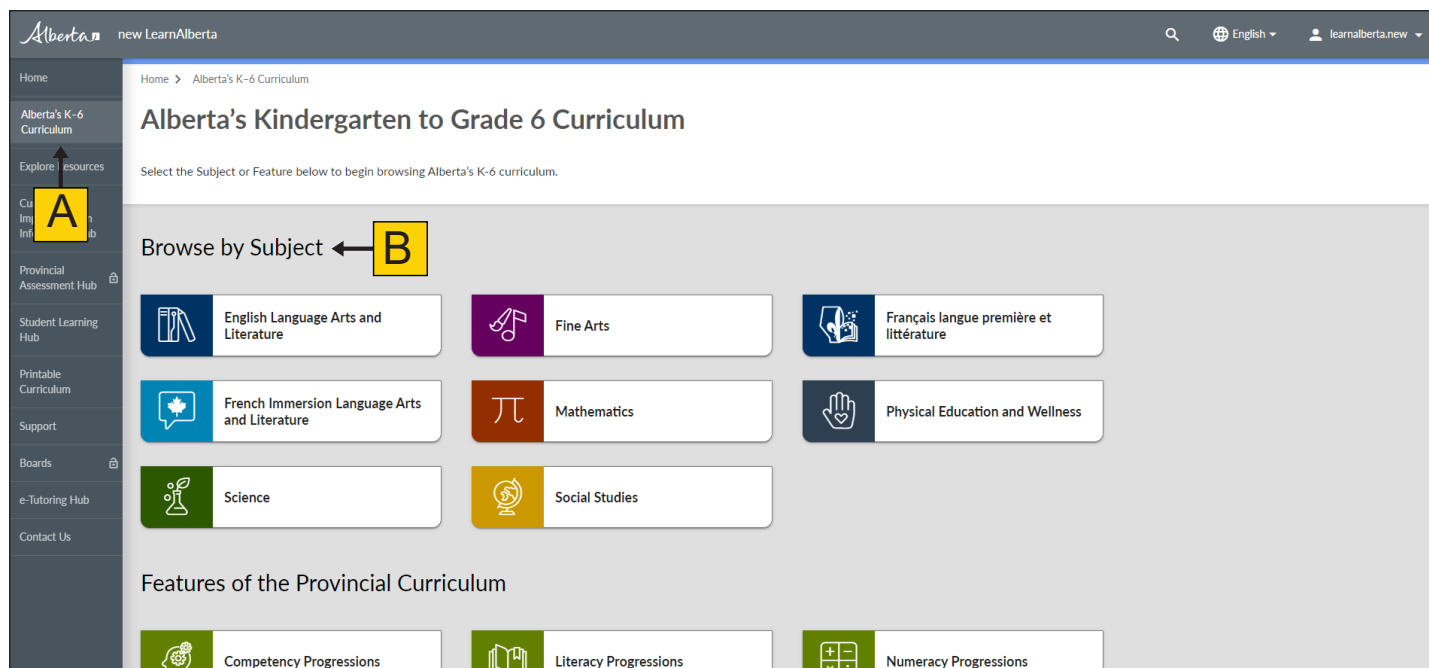 Alberta new LearnAlberta
English
learnalberta.new
Home
Alberta's K–6
Curriculum
Explore Resources
A
Provincial
Assessment Hub
Student Learning
Hub
Printable
Curriculum
Support
Boards
e-Tutoring Hub
Contact Us
Home > Alberta's K–6 Curriculum
Alberta's Kindergarten to Grade 6 Curriculum
Select the Subject or Feature below to begin browsing Alberta's K-6 curriculum.
Browse by Subject
B
English Language Arts and
Literature
Fine Arts
Français langue première et
littérature
French Immersion Language Arts
and Literature
Mathematics
Physical Education and Wellness
Science
Social Studies
Features of the Provincial Curriculum
Competency Progressions
Literacy Progressions
Numeracy Progressions